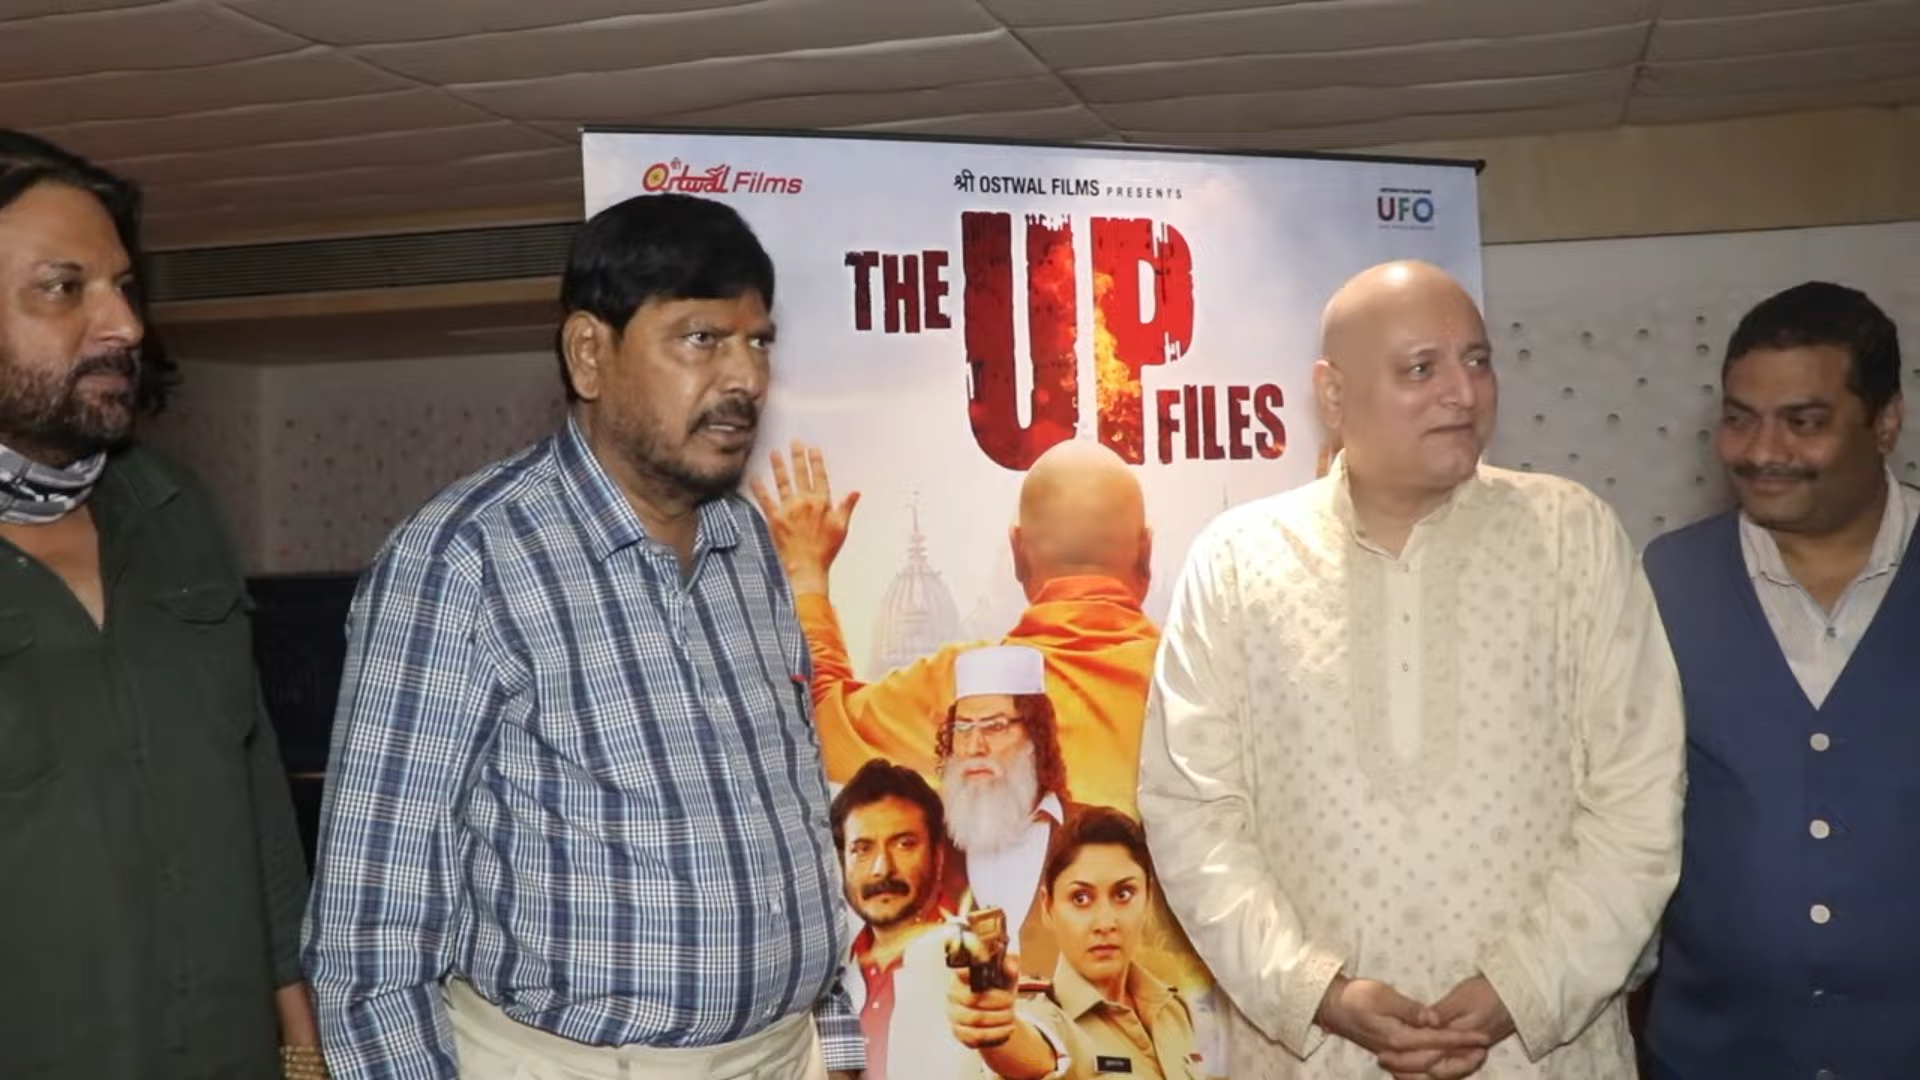 श्री
Ostwal Films
श्री OSTWAL FILMS PRESENTS
UFO
THE UP FILES